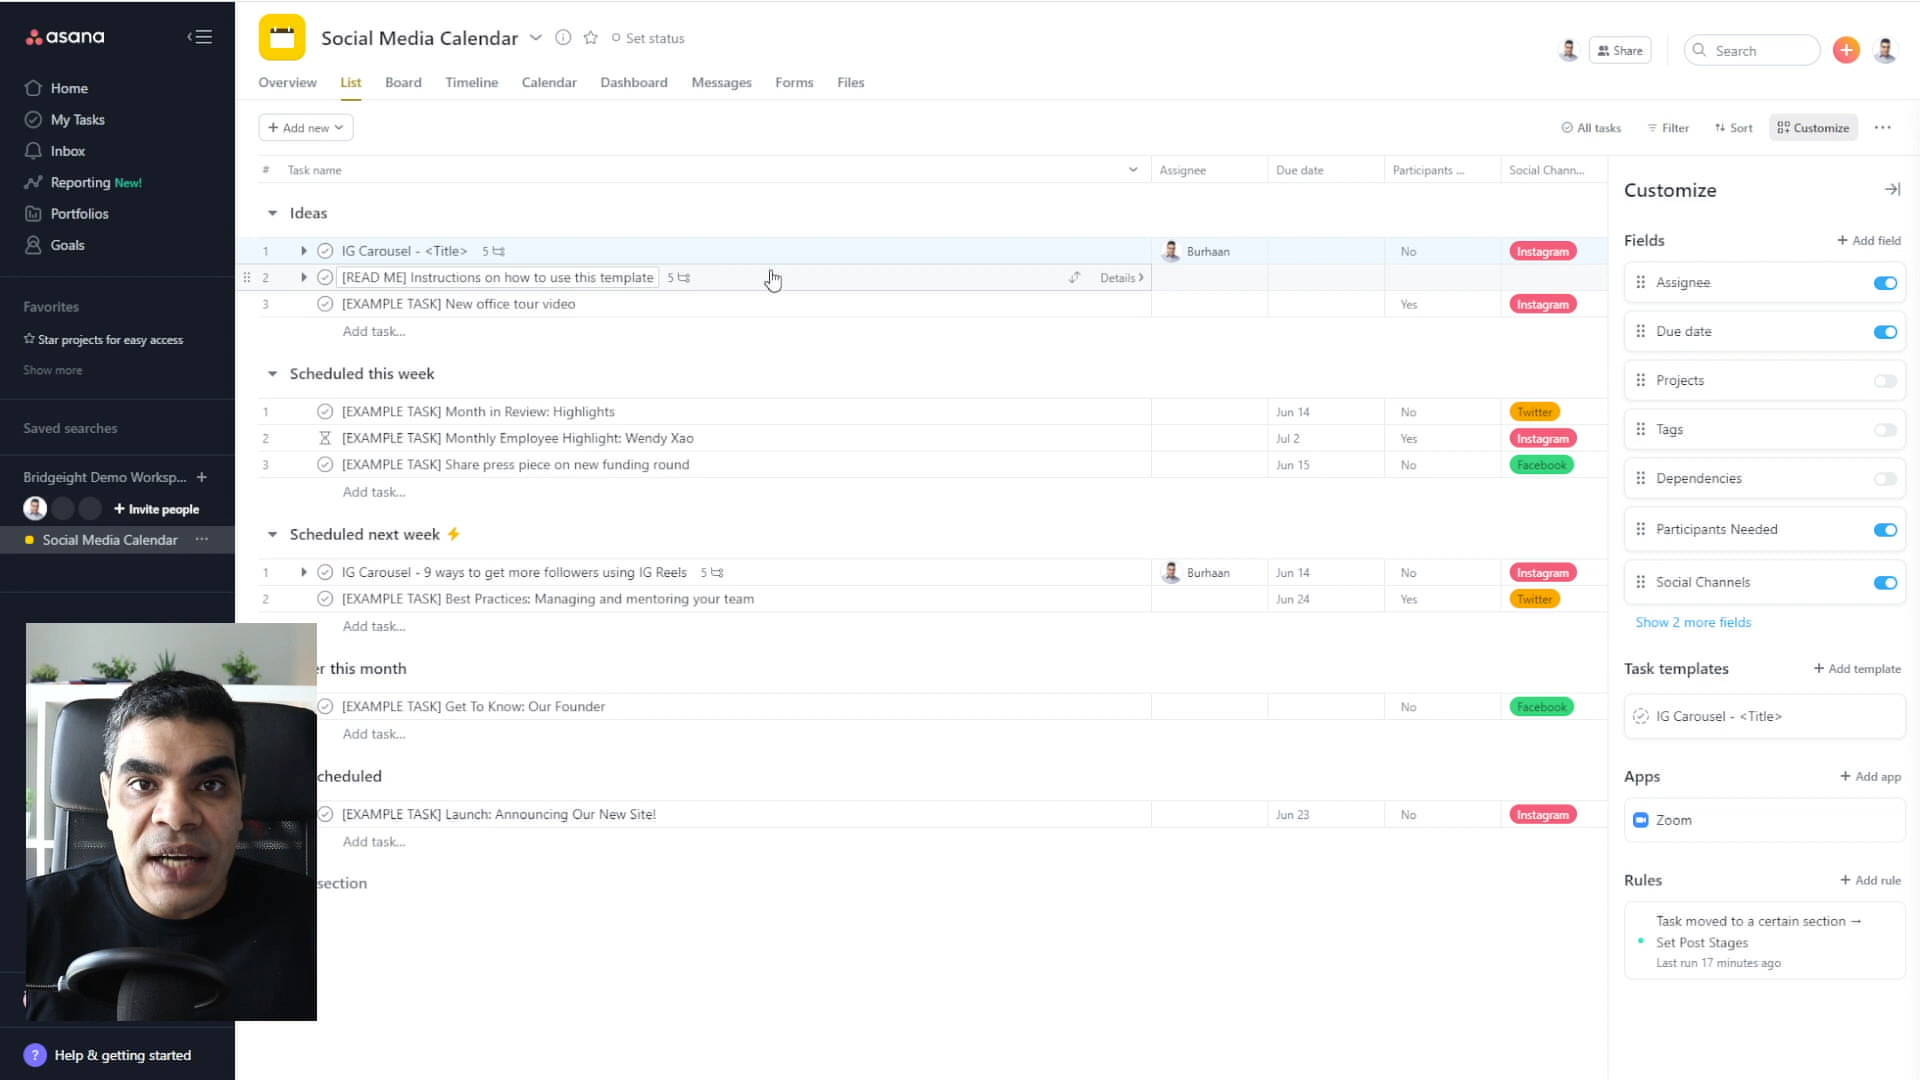 asana
Home
My Tasks
Inbox
Reporting New!
Portfolios
Goals
Favorites
Star projects for easy access
Show more
Saved searches
Bridgeight Demo Worksp... +
+ Invite people
Social Media Calendar ...
? Help & getting started
Social Media Calendar
Set status
Share
Search
Overview List Board Timeline Calendar Dashboard Messages Forms Files
+ Add new
All tasks Filter Sort Customize ...
# Task name Assignee Due date Participants ... Social Chann...
Ideas
1 IG Carousel - <Title> 5 Burhaan No Instagram
2 [READ ME] Instructions on how to use this template 5 Details >
3 [EXAMPLE TASK] New office tour video Yes Instagram
Add task...
Scheduled this week
1 [EXAMPLE TASK] Month in Review: Highlights Jun 14 No Twitter
2 [EXAMPLE TASK] Monthly Employee Highlight: Wendy Xao Jul 2 Yes Instagram
3 [EXAMPLE TASK] Share press piece on new funding round Jun 15 No Facebook
Add task...
Scheduled next week
1 IG Carousel - 9 ways to get more followers using IG Reels 5 Burhaan Jun 14 No Instagram
2 [EXAMPLE TASK] Best Practices: Managing and mentoring your team Jun 24 Yes Twitter
Add task...
r this month
[EXAMPLE TASK] Get To Know: Our Founder No Facebook
Add task...
cheduled
[EXAMPLE TASK] Launch: Announcing Our New Site! Jun 23 No Instagram
Add task...
section
Customize
Fields + Add field
Assignee
Due date
Projects
Tags
Dependencies
Participants Needed
Social Channels
Show 2 more fields
Task templates + Add template
IG Carousel - <Title>
Apps + Add app
Zoom
Rules + Add rule
Task moved to a certain section →
Set Post Stages
Last run 17 minutes ago